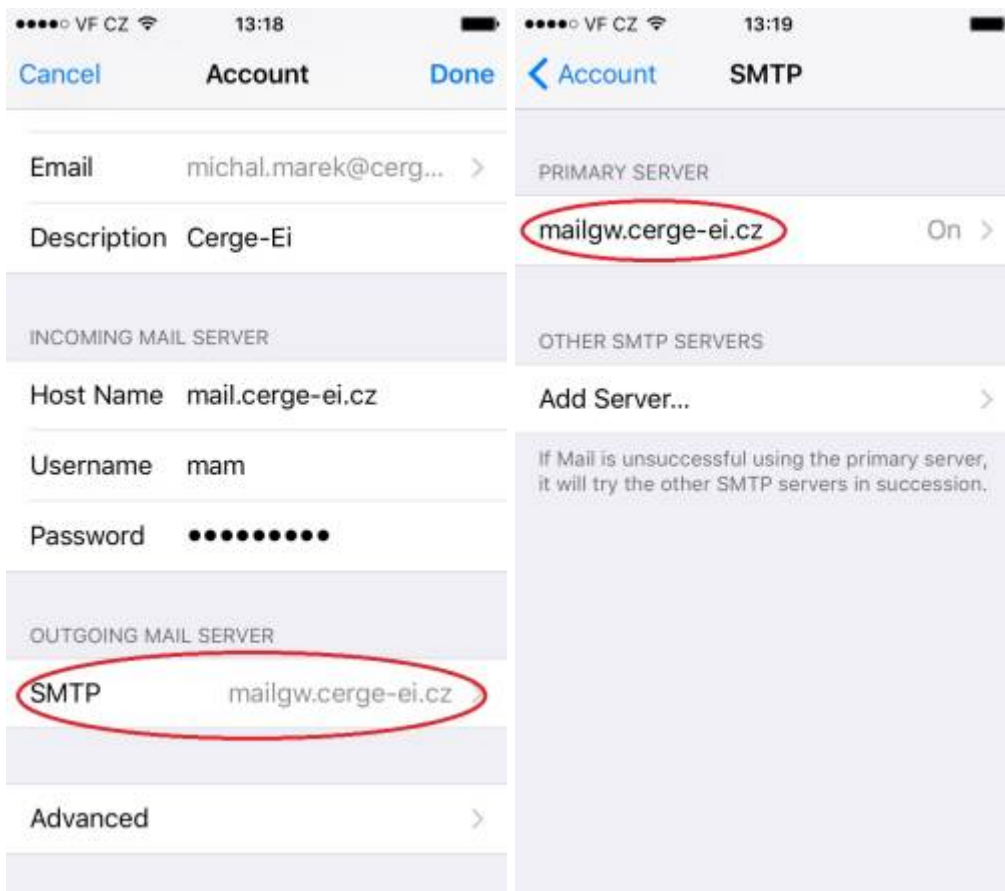 VF CZ 13:18
Cancel Account Done
Email michal.marek@cerg...
Description Cerge-Ei
INCOMING MAIL SERVER
Host Name mail.cerge-ei.cz
Username mam
Password •••••••••
OUTGOING MAIL SERVER
SMTP mailgw.cerge-ei.cz
Advanced
VF CZ 13:19
Account SMTP
PRIMARY SERVER
mailgw.cerge-ei.cz On
OTHER SMTP SERVERS
Add Server...
If Mail is unsuccessful using the primary server,
it will try the other SMTP servers in succession.